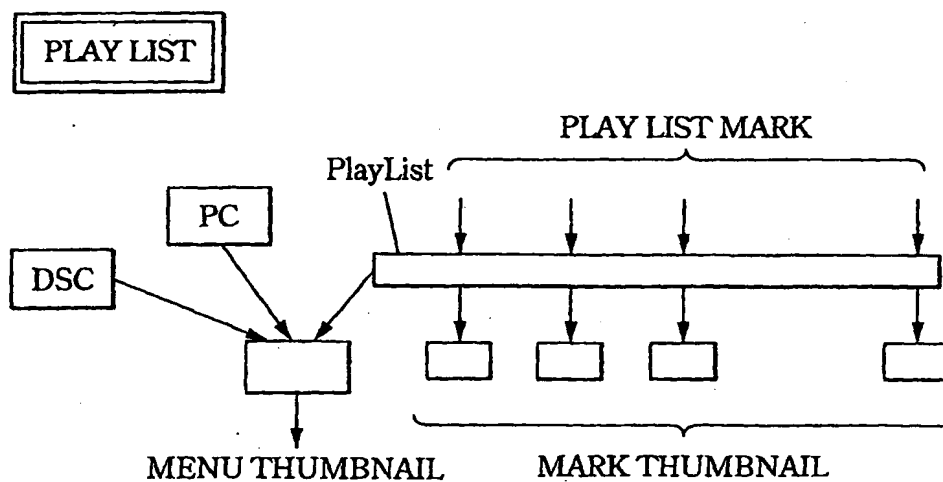 PLAY LIST
PLAY LIST MARK
PlayList
PC
DSC
MENU THUMBNAIL
MARK THUMBNAIL